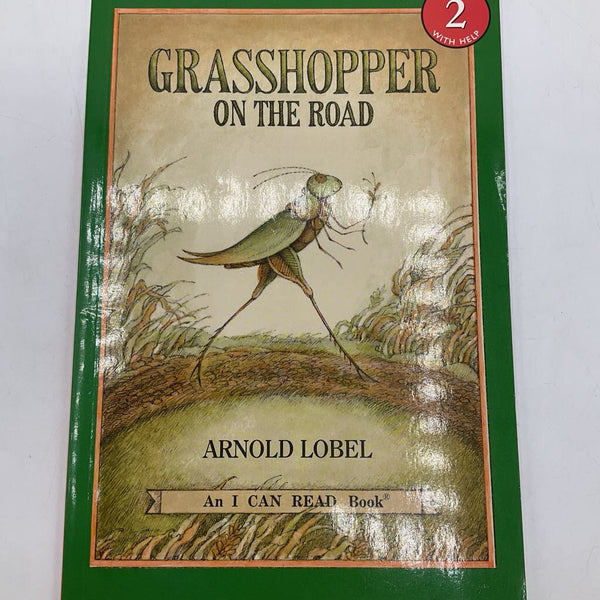 2
WITH HELP
GRASSHOPPER
ON THE ROAD
ARNOLD LOBEL
An I CAN READ Book®